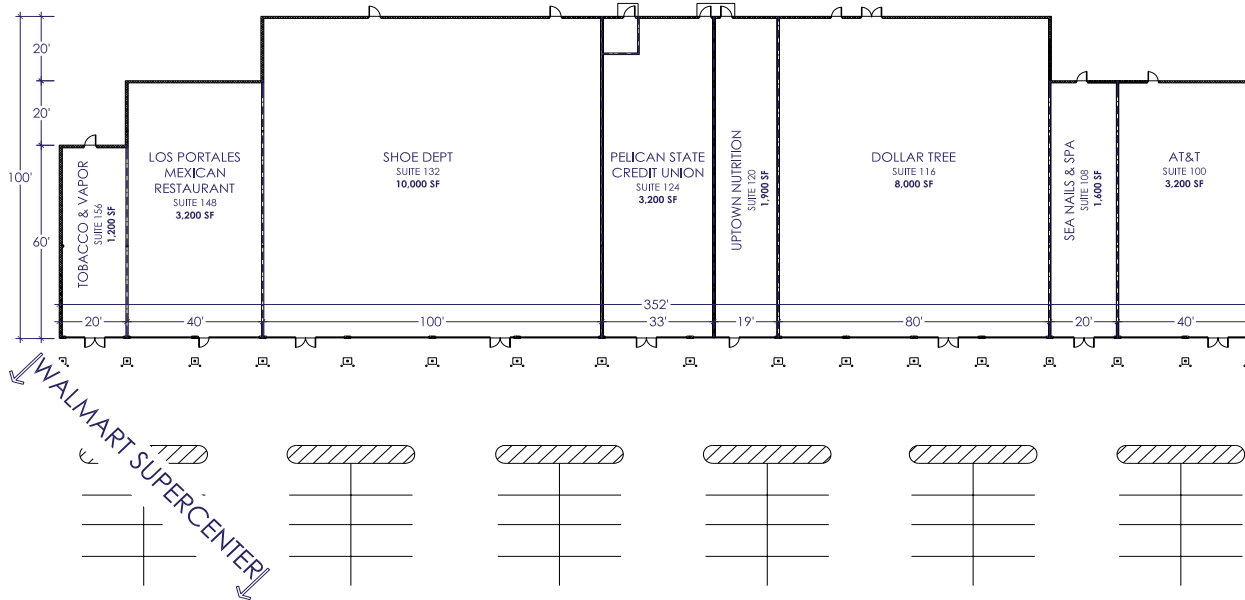 20'
20'
100'
60'
TOBACCO & VAPOR
SUITE 156
1,200 SF
LOS PORTALES
MEXICAN
RESTAURANT
SUITE 148
3,200 SF
SHOE DEPT
SUITE 132
10,000 SF
PELICAN STATE
CREDIT UNION
SUITE 124
3,200 SF
UPTOWN NUTRITION
SUITE 120
1,900 SF
DOLLAR TREE
SUITE 116
8,000 SF
SEA NAILS & SPA
SUITE 108
1,600 SF
AT&T
SUITE 100
3,200 SF
352'
20'
40'
100'
33'
19'
80'
20'
40'
WALMART SUPERCENTER